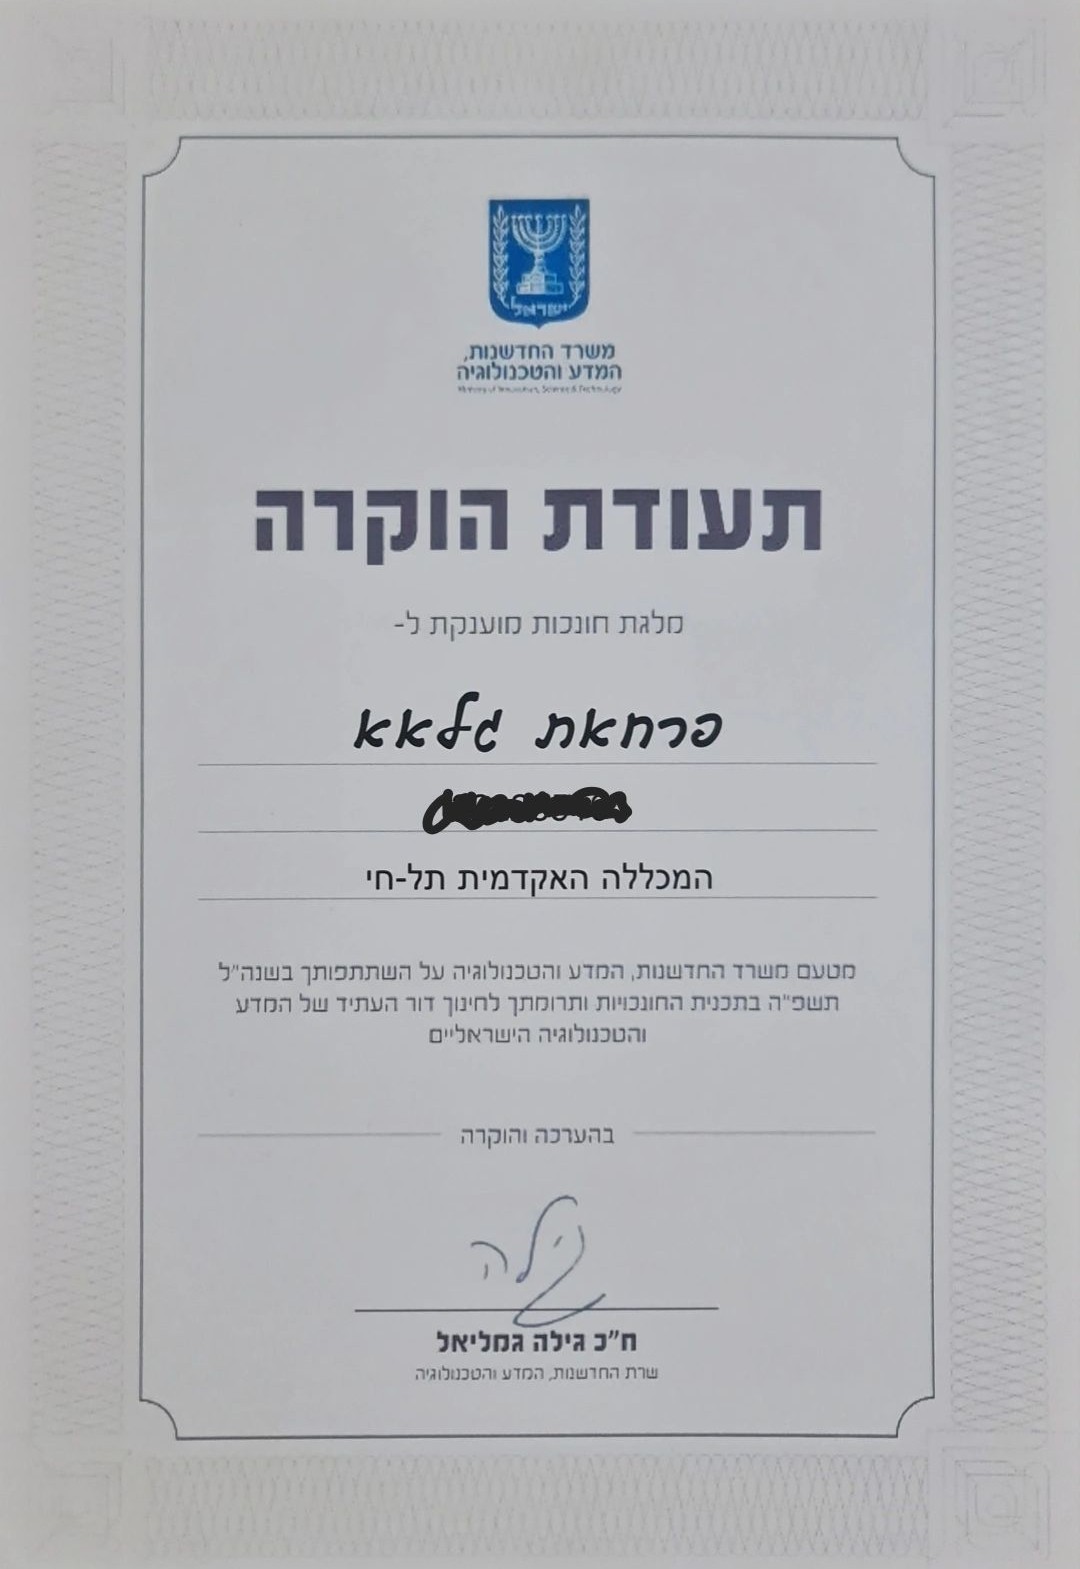 ישראל
משרד החדשנות,
המדע והטכנולוגיה
Ministry of Innovation, Science & Technology
תעודת הוקרה
מלגת חונכות מוענקת ל-
פרחאת גלאא
המכללה האקדמית תל-חי
מטעם משרד החדשנות, המדע והטכנולוגיה על השתתפותך בשנה"ל
תשפ"ה בתכנית החונכויות ותרומתך לחינוך דור העתיד של המדע
והטכנולוגיה הישראליים
בהערכה והוקרה
גילה
ח"כ גילה גמליאל
שרת החדשנות, המדע והטכנולוגיה